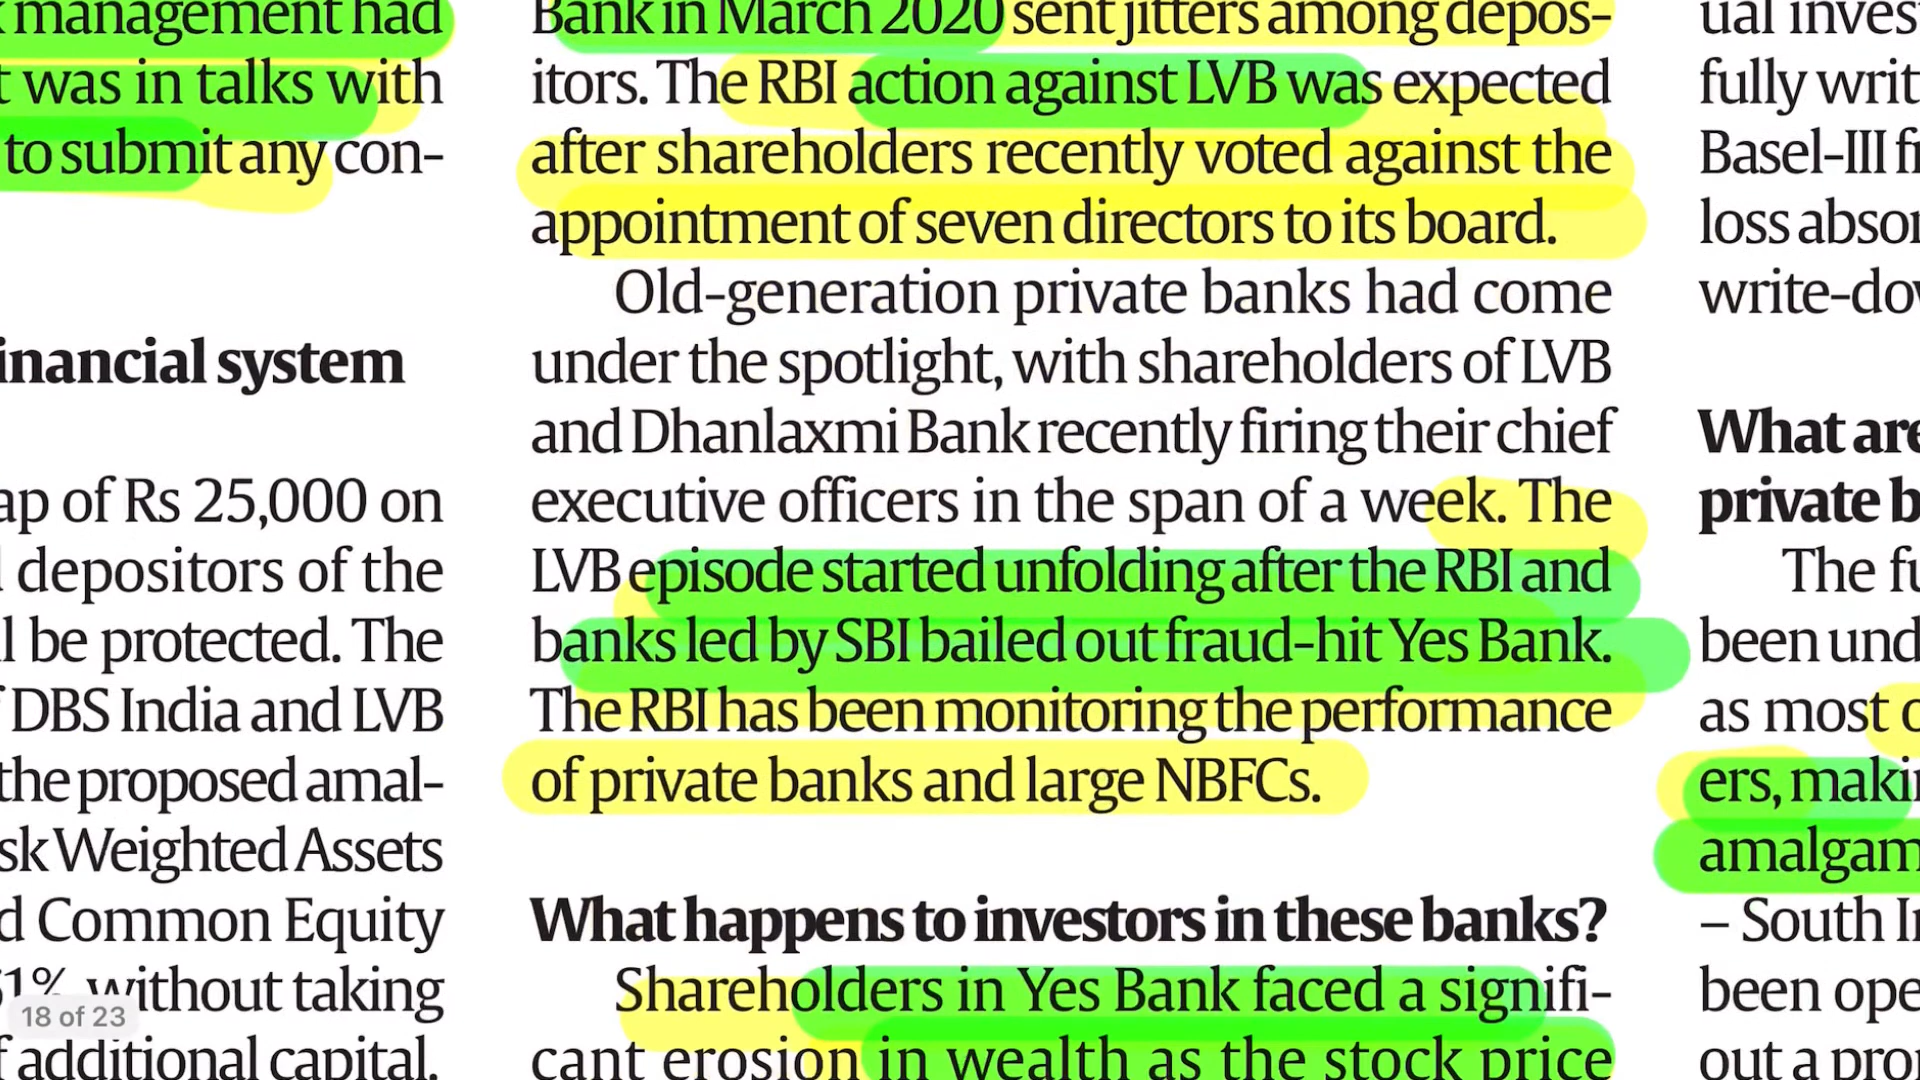 management had
t was in talks with
to submit any con-
inancial system
ap of Rs 25,000 on
depositors of the
l be protected. The
DBS India and LVB
the proposed amal-
sk Weighted Assets
d Common Equity
61% without taking
additional capital.
Bank in March 2020 sent jitters among depos-
itors. The RBI action against LVB was expected
after shareholders recently voted against the
appointment of seven directors to its board.
Old-generation private banks had come
under the spotlight, with shareholders of LVB
and Dhanlaxmi Bank recently firing their chief
executive officers in the span of a week. The
LVB episode started unfolding after the RBI and
banks led by SBI bailed out fraud-hit Yes Bank.
The RBI has been monitoring the performance
of private banks and large NBFCs.
What happens to investors in these banks?
Shareholders in Yes Bank faced a signifi-
cant erosion in wealth as the stock price
ual inves
fully writ
Basel-III fr
loss absor
write-dow
What are
private b
The fu
been und
as most o
ers, makin
amalgam
– South In
been ope
out a pro
18 of 23